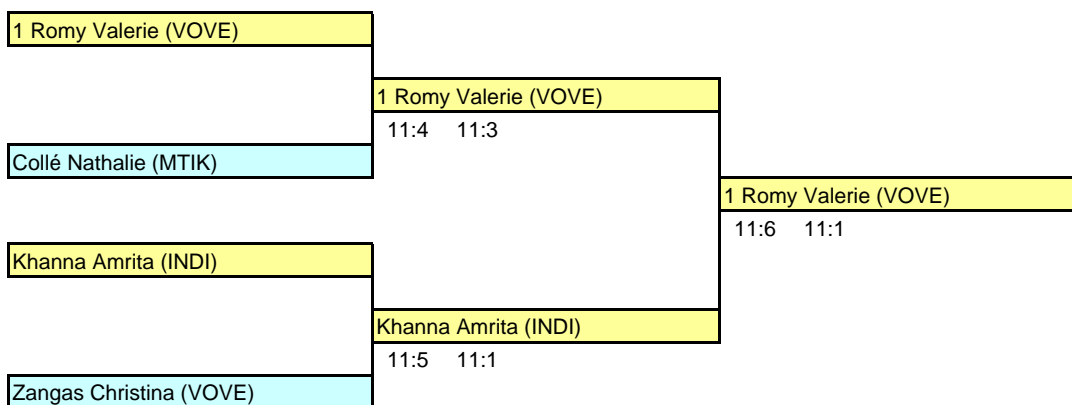 1 Romy Valerie (VOVE)
1 Romy Valerie (VOVE)
11:4 11:3
Collé Nathalie (MTIK)
1 Romy Valerie (VOVE)
11:6 11:1
Khanna Amrita (INDI)
Khanna Amrita (INDI)
11:5 11:1
Zangas Christina (VOVE)